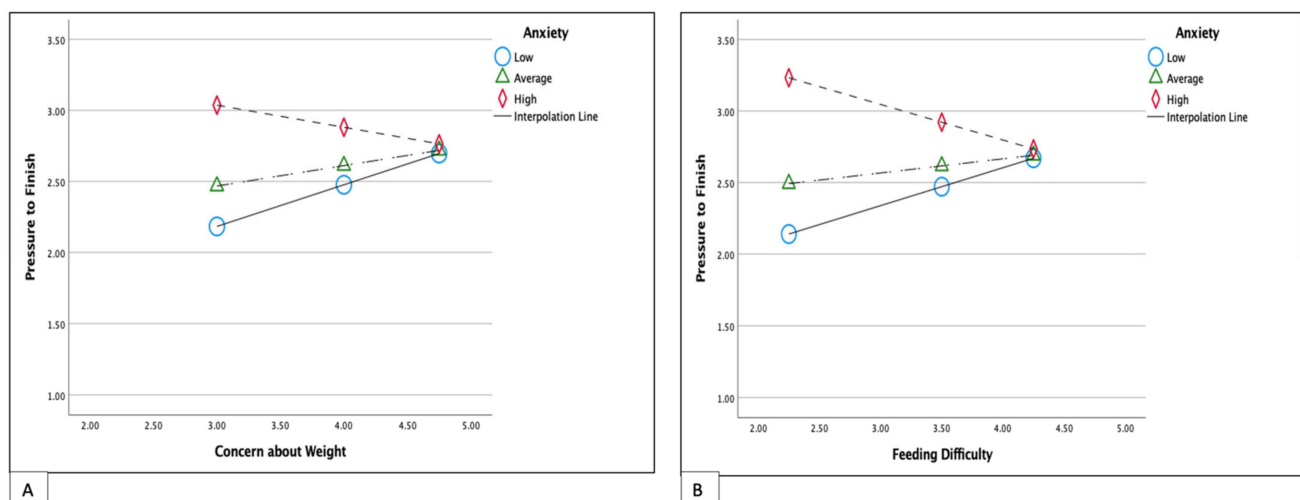 Anxiety
Low
Average
High
Interpolation Line
Pressure to Finish
3.50
3.00
2.50
2.00
1.50
1.00
2.00 2.50 3.00 3.50 4.00 4.50 5.00
Concern about Weight
A
Anxiety
Low
Average
High
Interpolation Line
Pressure to Finish
3.50
3.00
2.50
2.00
1.50
1.00
2.00 2.50 3.00 3.50 4.00 4.50 5.00
Feeding Difficulty
B